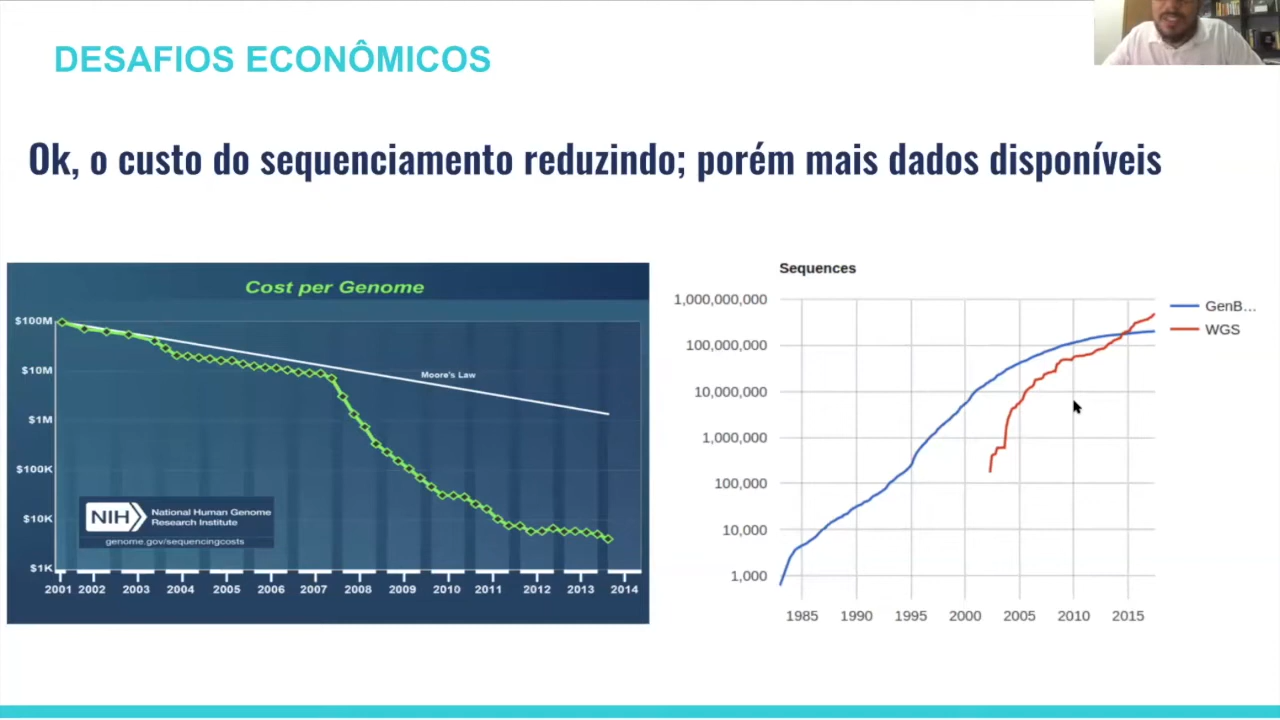 DESAFIOS ECONÔMICOS
Ok, o custo do sequenciamento reduzindo; porém mais dados disponíveis
Cost per Genome
$100M
$10M
$1M
$100K
$10K
$1K
Moore's Law
NIH
National Human Genome
Research Institute
genome.gov/sequencingcosts
2001 2002 2003 2004 2005 2006 2007 2008 2009 2010 2011 2012 2013 2014
Sequences
1,000,000,000
100,000,000
10,000,000
1,000,000
100,000
10,000
1,000
1985 1990 1995 2000 2005 2010 2015
GenB...
WGS